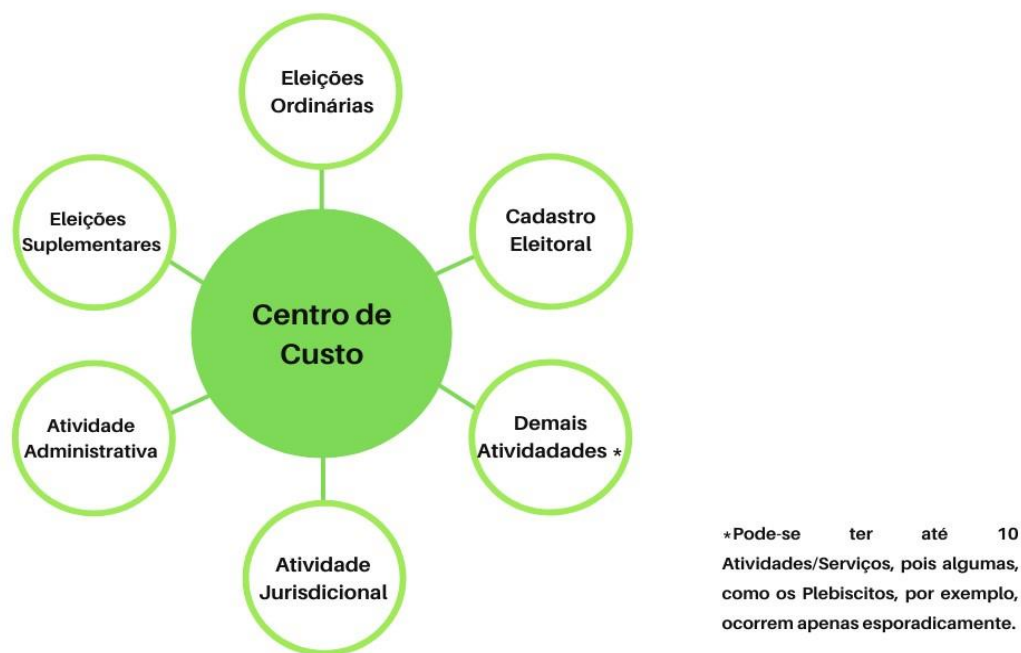 Eleições
Ordinárias
Eleições
Suplementares
Cadastro
Eleitoral
Centro de
Custo
Atividade
Administrativa
Demais
Atividadades *
Atividade
Jurisdicional
*Pode-se ter até 10
Atividades/Serviços, pois algumas,
como os Plebiscitos, por exemplo,
ocorrem apenas esporadicamente.